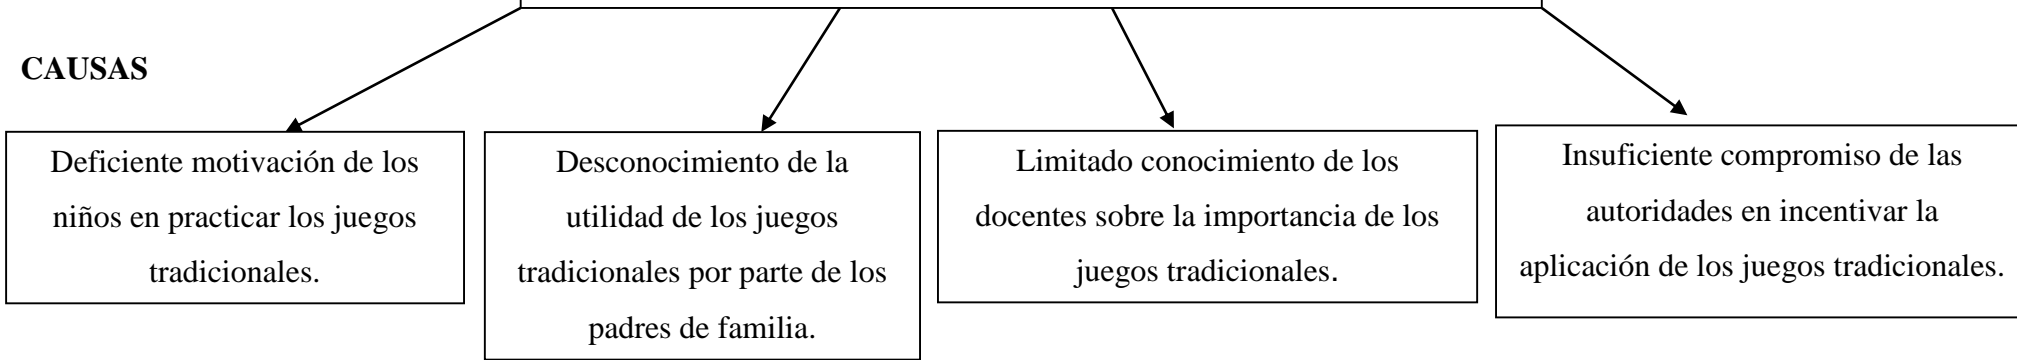 CAUSAS
Deficiente motivación de los
niños en practicar los juegos
tradicionales.
Desconocimiento de la
utilidad de los juegos
tradicionales por parte de los
padres de familia.
Limitado conocimiento de los
docentes sobre la importancia de los
juegos tradicionales.
Insuficiente compromiso de las
autoridades en incentivar la
aplicación de los juegos tradicionales.